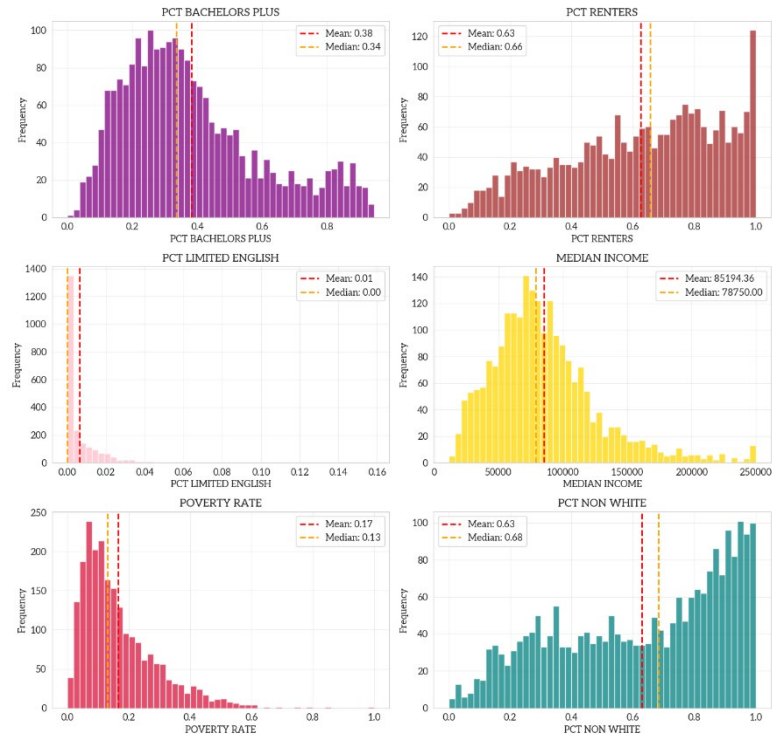 PCT BACHELORS PLUS
Mean: 0.38
Median: 0.34
100
80
60
40
20
0
Frequency
0.0 0.2 0.4 0.6 0.8
PCT BACHELORS PLUS
PCT RENTERS
Mean: 0.63
Median: 0.66
120
100
80
60
40
20
0
Frequency
0.0 0.2 0.4 0.6 0.8 1.0
PCT RENTERS
PCT LIMITED ENGLISH
Mean: 0.01
Median: 0.00
1400
1200
1000
800
600
400
200
0
Frequency
0.00 0.02 0.04 0.06 0.08 0.10 0.12 0.14 0.16
PCT LIMITED ENGLISH
MEDIAN INCOME
Mean: 85194.36
Median: 78750.00
140
120
100
80
60
40
20
0
Frequency
50000 100000 150000 200000 250000
MEDIAN INCOME
POVERTY RATE
Mean: 0.17
Median: 0.13
250
200
150
100
50
0
Frequency
0.0 0.2 0.4 0.6 0.8 1.0
POVERTY RATE
PCT NON WHITE
Mean: 0.63
Median: 0.68
100
80
60
40
20
0
Frequency
0.0 0.2 0.4 0.6 0.8 1.0
PCT NON WHITE